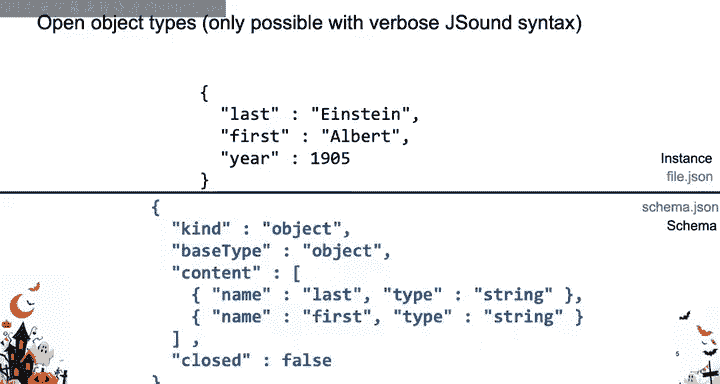 Open object types (only possible with verbose JSound syntax)
{
"last" : "Einstein",
"first" : "Albert",
"year" : 1905
}
Instance
file.json
schema.json
Schema
{
"kind" : "object",
"baseType" : "object",
"content" : [
{ "name" : "last", "type" : "string" },
{ "name" : "first", "type" : "string" }
] ,
"closed" : false
}
5